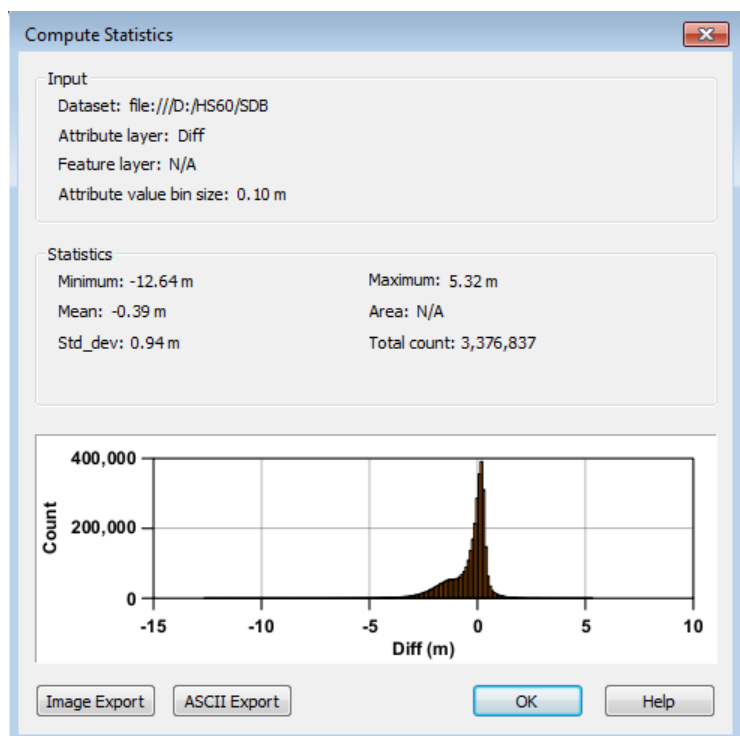 Compute Statistics
Input
Dataset: file:///D:/HS60/SDB
Attribute layer: Diff
Feature layer: N/A
Attribute value bin size: 0.10 m
Statistics
Minimum: -12.64 m Maximum: 5.32 m
Mean: -0.39 m Area: N/A
Std_dev: 0.94 m Total count: 3,376,837
400,000
200,000
0
Count
-15 -10 -5 0 5 10
Diff (m)
Image Export ASCII Export OK Help